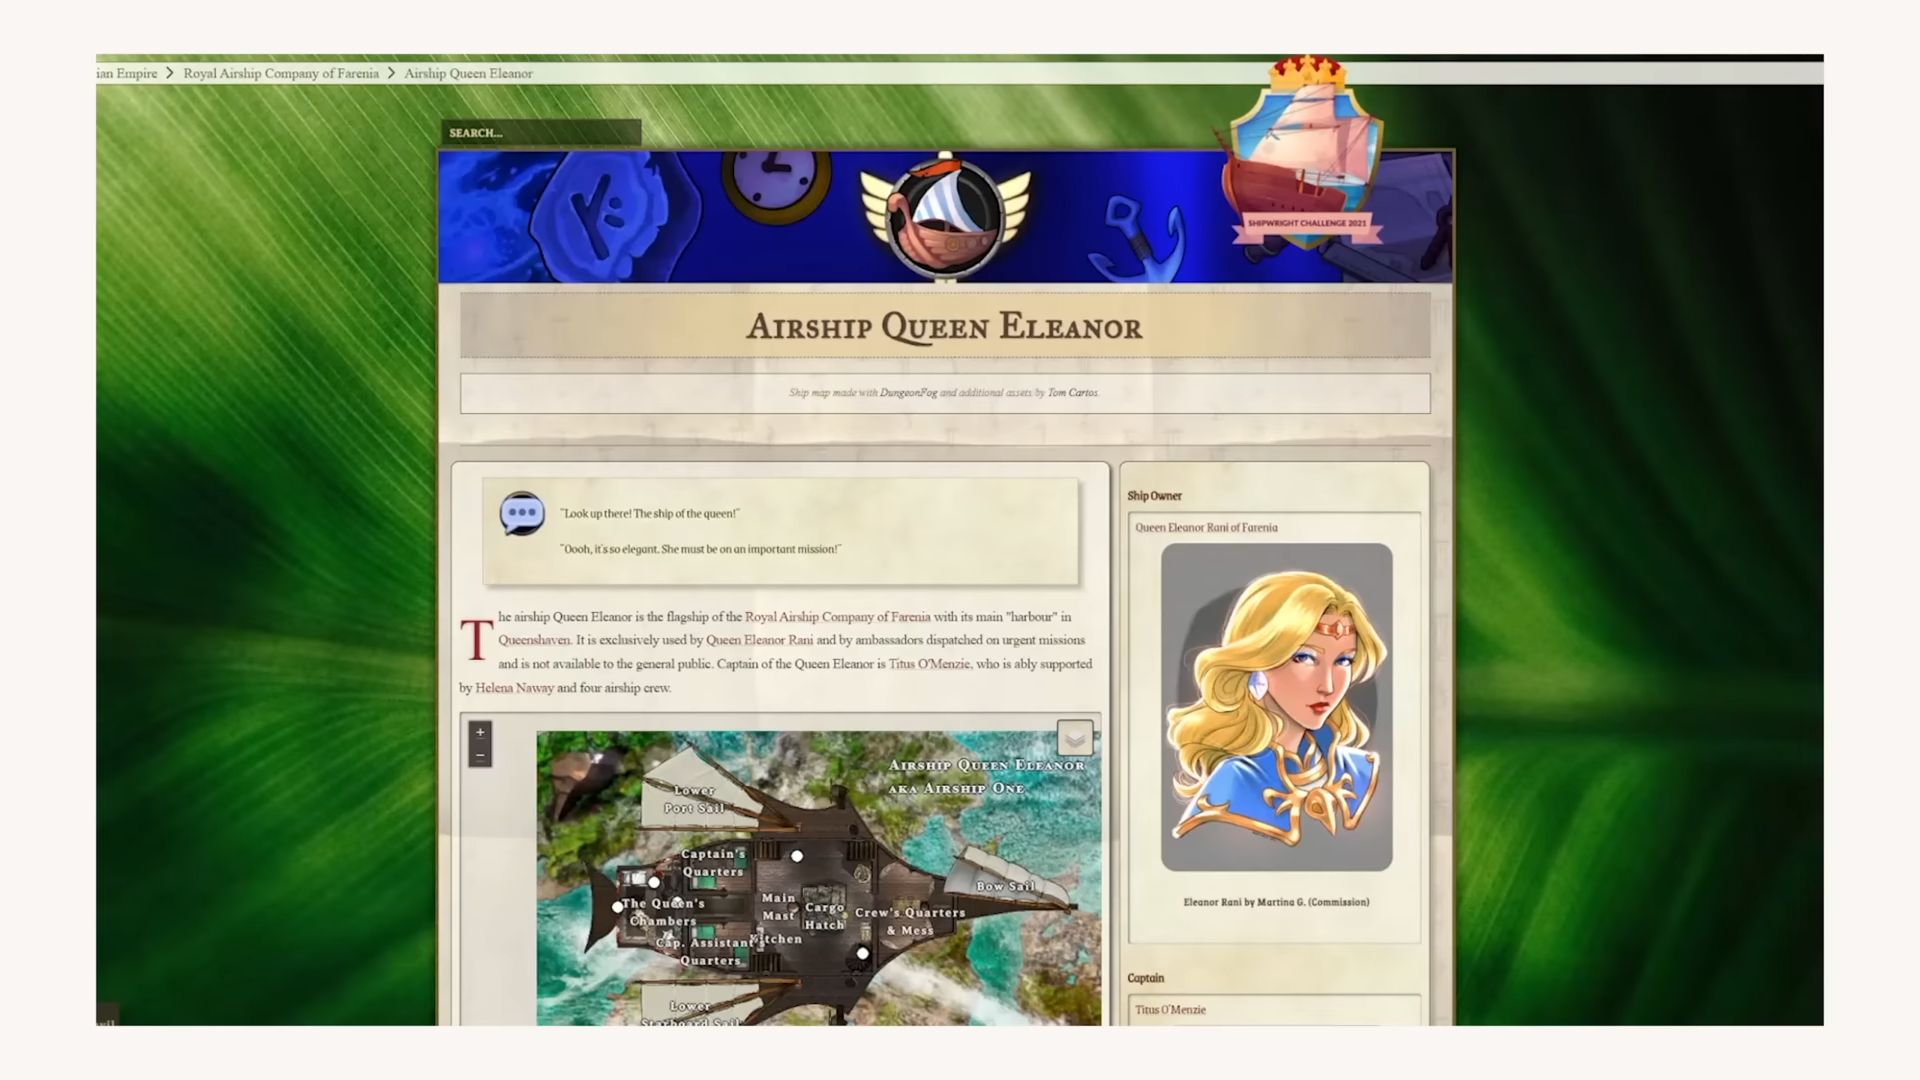 ian Empire > Royal Airship Company of Farenia > Airship Queen Eleanor
SEARCH...
SHIPWRIGHT CHALLENGE 2021
Airship Queen Eleanor
Ship map made with DungeonFog and additional assets by Tom Cartos.
"Look up there! The ship of the queen!"
"Oooh, it's so elegant. She must be on an important mission!"
The airship Queen Eleanor is the flagship of the Royal Airship Company of Farenia with its main "harbour" in
Queenshaven. It is exclusively used by Queen Eleanor Rani and by ambassadors dispatched on urgent missions
and is not available to the general public. Captain of the Queen Eleanor is Titus O'Menzie, who is ably supported
by Helena Naway and four airship crew.
+
−
Airship Queen Eleanor
aka Airship One
Lower
Port Sail
Captain's
Quarters
Bow Sail
The Queen's
Chambers
Main
Mast
Cargo
Hatch
Crew's Quarters
& Mess
Cap. Assistant
Quarters
Kitchen
Lower
Starboard Sail
Ship Owner
Queen Eleanor Rani of Farenia
Eleanor Rani by Martina G. (Commission)
Captain
Titus O'Menzie